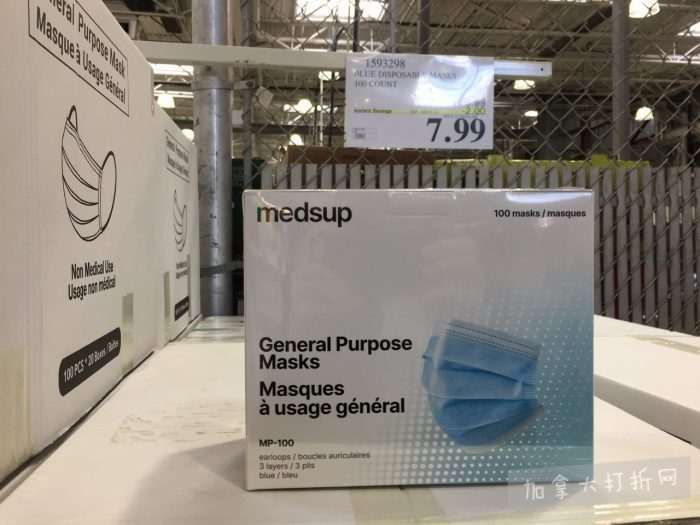 General Purpose Mask
Masque à Usage Général
Non Medical Use
Usage non médical
100 PCS * 20 Boxes / Boîtes
1593298
BLUE DISPOSABLE MASKS
100 COUNT
7.99
medsup
100 masks / masques
General Purpose
Masks
Masques
à usage général
MP-100
earloops / boucles auriculaires
3 layers / 3 plis
blue / bleu
加拿大打折网